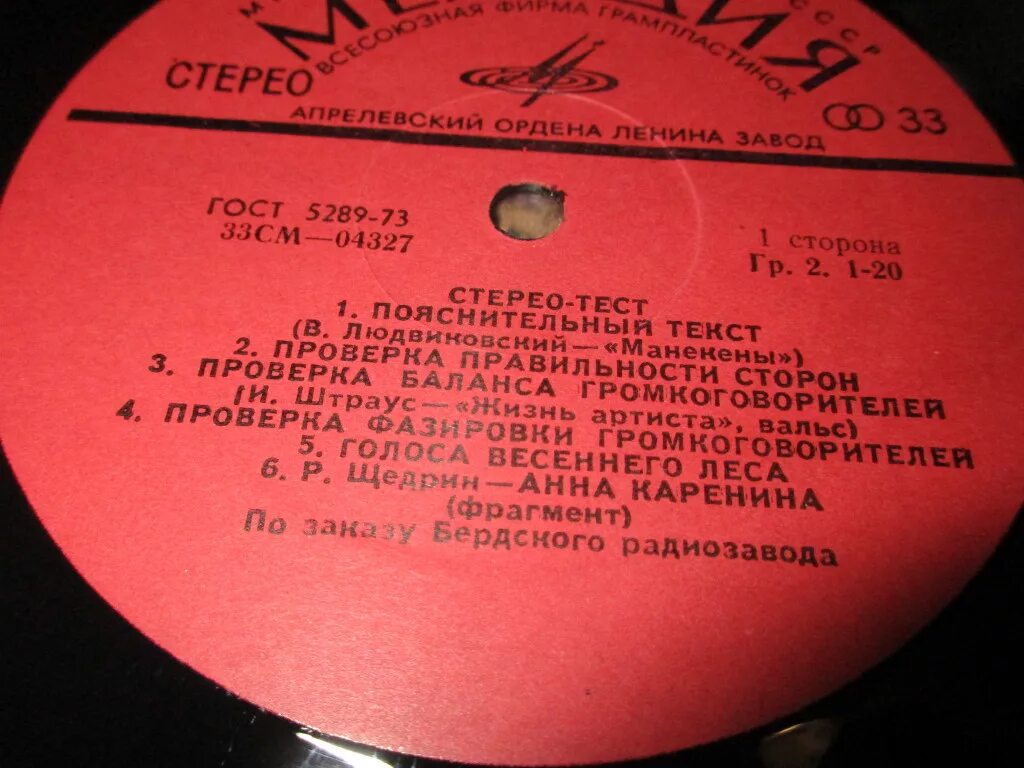 СССР
ВСЕСОЮЗНАЯ ФИРМА ГРАМПЛАСТИНОК
СТЕРЕО
33
АПРЕЛЕВСКИЙ ОРДЕНА ЛЕНИНА ЗАВОД
ГОСТ 5289-73
33СМ—04327
1 сторона
Гр. 2. 1-20
СТЕРЕО-ТЕСТ
1. ПОЯСНИТЕЛЬНЫЙ ТЕКСТ
(В. Людвиковский—«Манекены»)
2. ПРОВЕРКА ПРАВИЛЬНОСТИ СТОРОН
3. ПРОВЕРКА БАЛАНСА ГРОМКОГОВОРИТЕЛЕЙ
(И. Штраус—«Жизнь артиста», вальс)
4. ПРОВЕРКА ФАЗИРОВКИ ГРОМКОГОВОРИТЕЛЕЙ
5. ГОЛОСА ВЕСЕННЕГО ЛЕСА
6. Р. Щедрин—АННА КАРЕНИНА
(фрагмент)
По заказу Бердского радиозавода